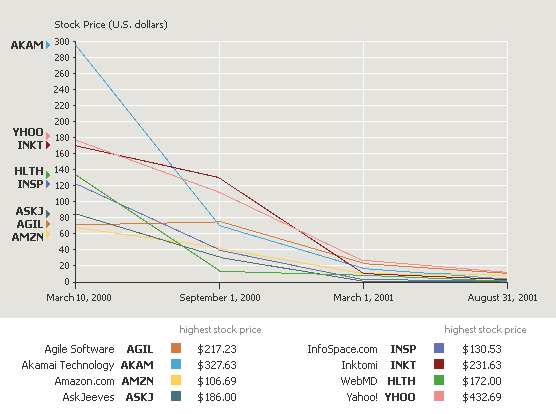 Stock Price (U.S. dollars)
300
280
260
240
220
200
180
160
140
120
100
80
60
40
20
0
AKAM
YHOO
INKT
HLTH
INSP
ASKJ
AGIL
AMZN
March 10, 2000 September 1, 2000 March 1, 2001 August 31, 2001
highest stock price highest stock price
Agile Software AGIL $217.23 InfoSpace.com INSP $130.53
Akamai Technology AKAM $327.63 Inktomi INKT $231.63
Amazon.com AMZN $106.69 WebMD HLTH $172.00
AskJeeves ASKJ $186.00 Yahoo! YHOO $432.69